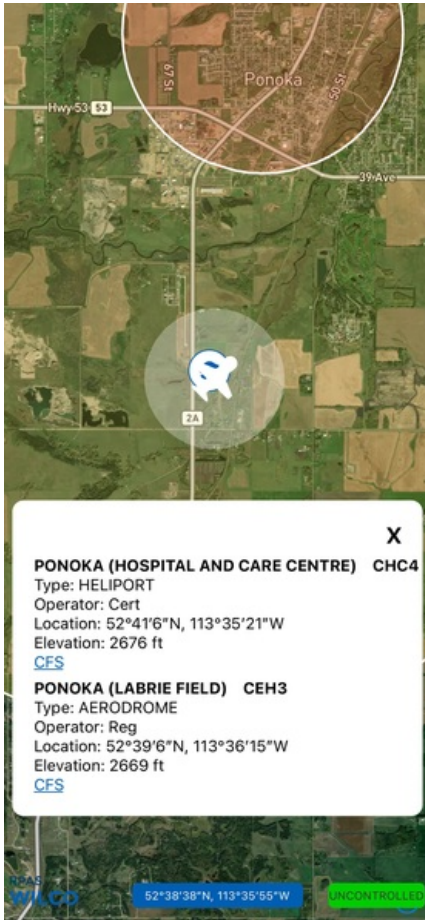 67 St
Ponoka
50 St
Hwy 53 53
39 Ave
2A
X
PONOKA (HOSPITAL AND CARE CENTRE) CHC4
Type: HELIPORT
Operator: Cert
Location: 52°41'6"N, 113°35'21"W
Elevation: 2676 ft
CFS
PONOKA (LABRIE FIELD) CEH3
Type: AERODROME
Operator: Reg
Location: 52°39'6"N, 113°36'15"W
Elevation: 2669 ft
CFS
RPAS
WILCO
52°38'38"N, 113°35'55"W
UNCONTROLLED